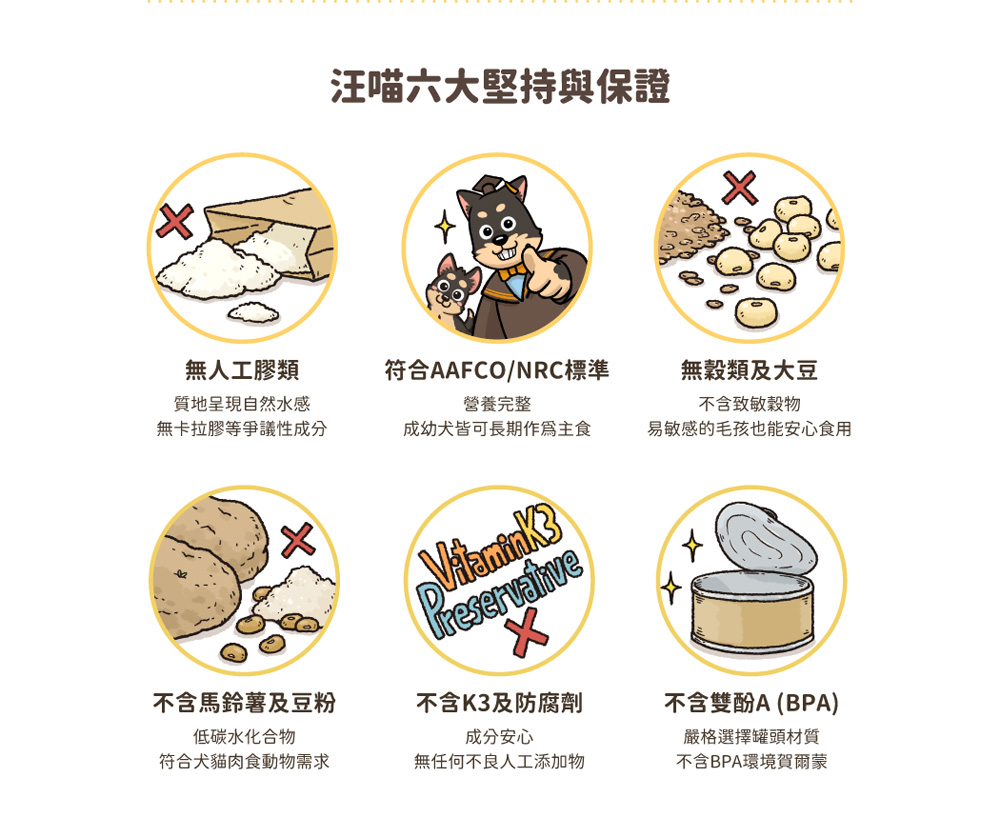 汪喵六大堅持與保證
無人工膠類
質地呈現自然水感
無卡拉膠等爭議性成分
符合AAFCO/NRC標準
營養完整
成幼犬皆可長期作爲主食
無穀類及大豆
不含致敏穀物
易敏感的毛孩也能安心食用
不含馬鈴薯及豆粉
低碳水化合物
符合犬貓肉食動物需求
VitaminK3
Preservative
不含K3及防腐劑
成分安心
無任何不良人工添加物
不含雙酚A (BPA)
嚴格選擇罐頭材質
不含BPA環境賀爾蒙